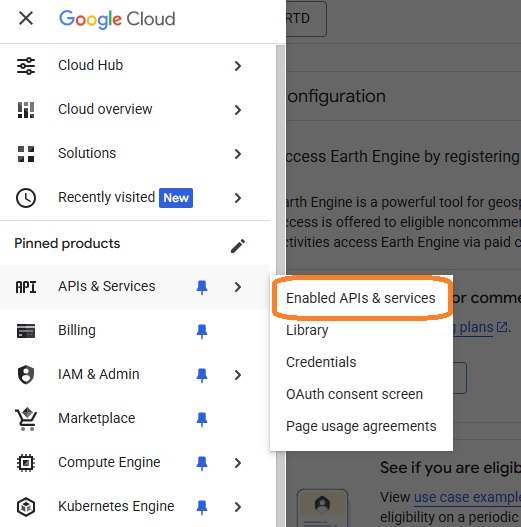 Google Cloud
RTD
Cloud Hub
Cloud overview
Solutions
Recently visited New
Pinned products
API APIs & Services
Billing
IAM & Admin
Marketplace
Compute Engine
Kubernetes Engine
Enabled APIs & services
Library
Credentials
OAuth consent screen
Page usage agreements
onfiguration
ccess Earth Engine by registering
arth Engine is a powerful tool for geosp
ccess is offered to eligible noncomme
ctivities access Earth Engine via paid c
or comme
g plans
See if you are eligib
View use case example
eligibility on a periodic